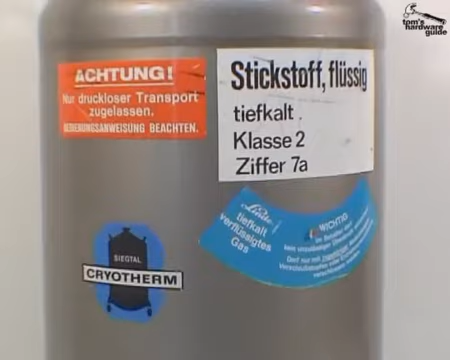 tom's
hardware
guide
ACHTUNG!
Nur druckloser Transport
zugelassen.
BEDIENUNGSANWEISUNG BEACHTEN.
Stickstoff, flüssig
tiefkalt
Klasse 2
Ziffer 7a
Linde
tiefkalt
verflüssigtes
Gas
WICHTIG
SIEGTAL
CRYOTHERM